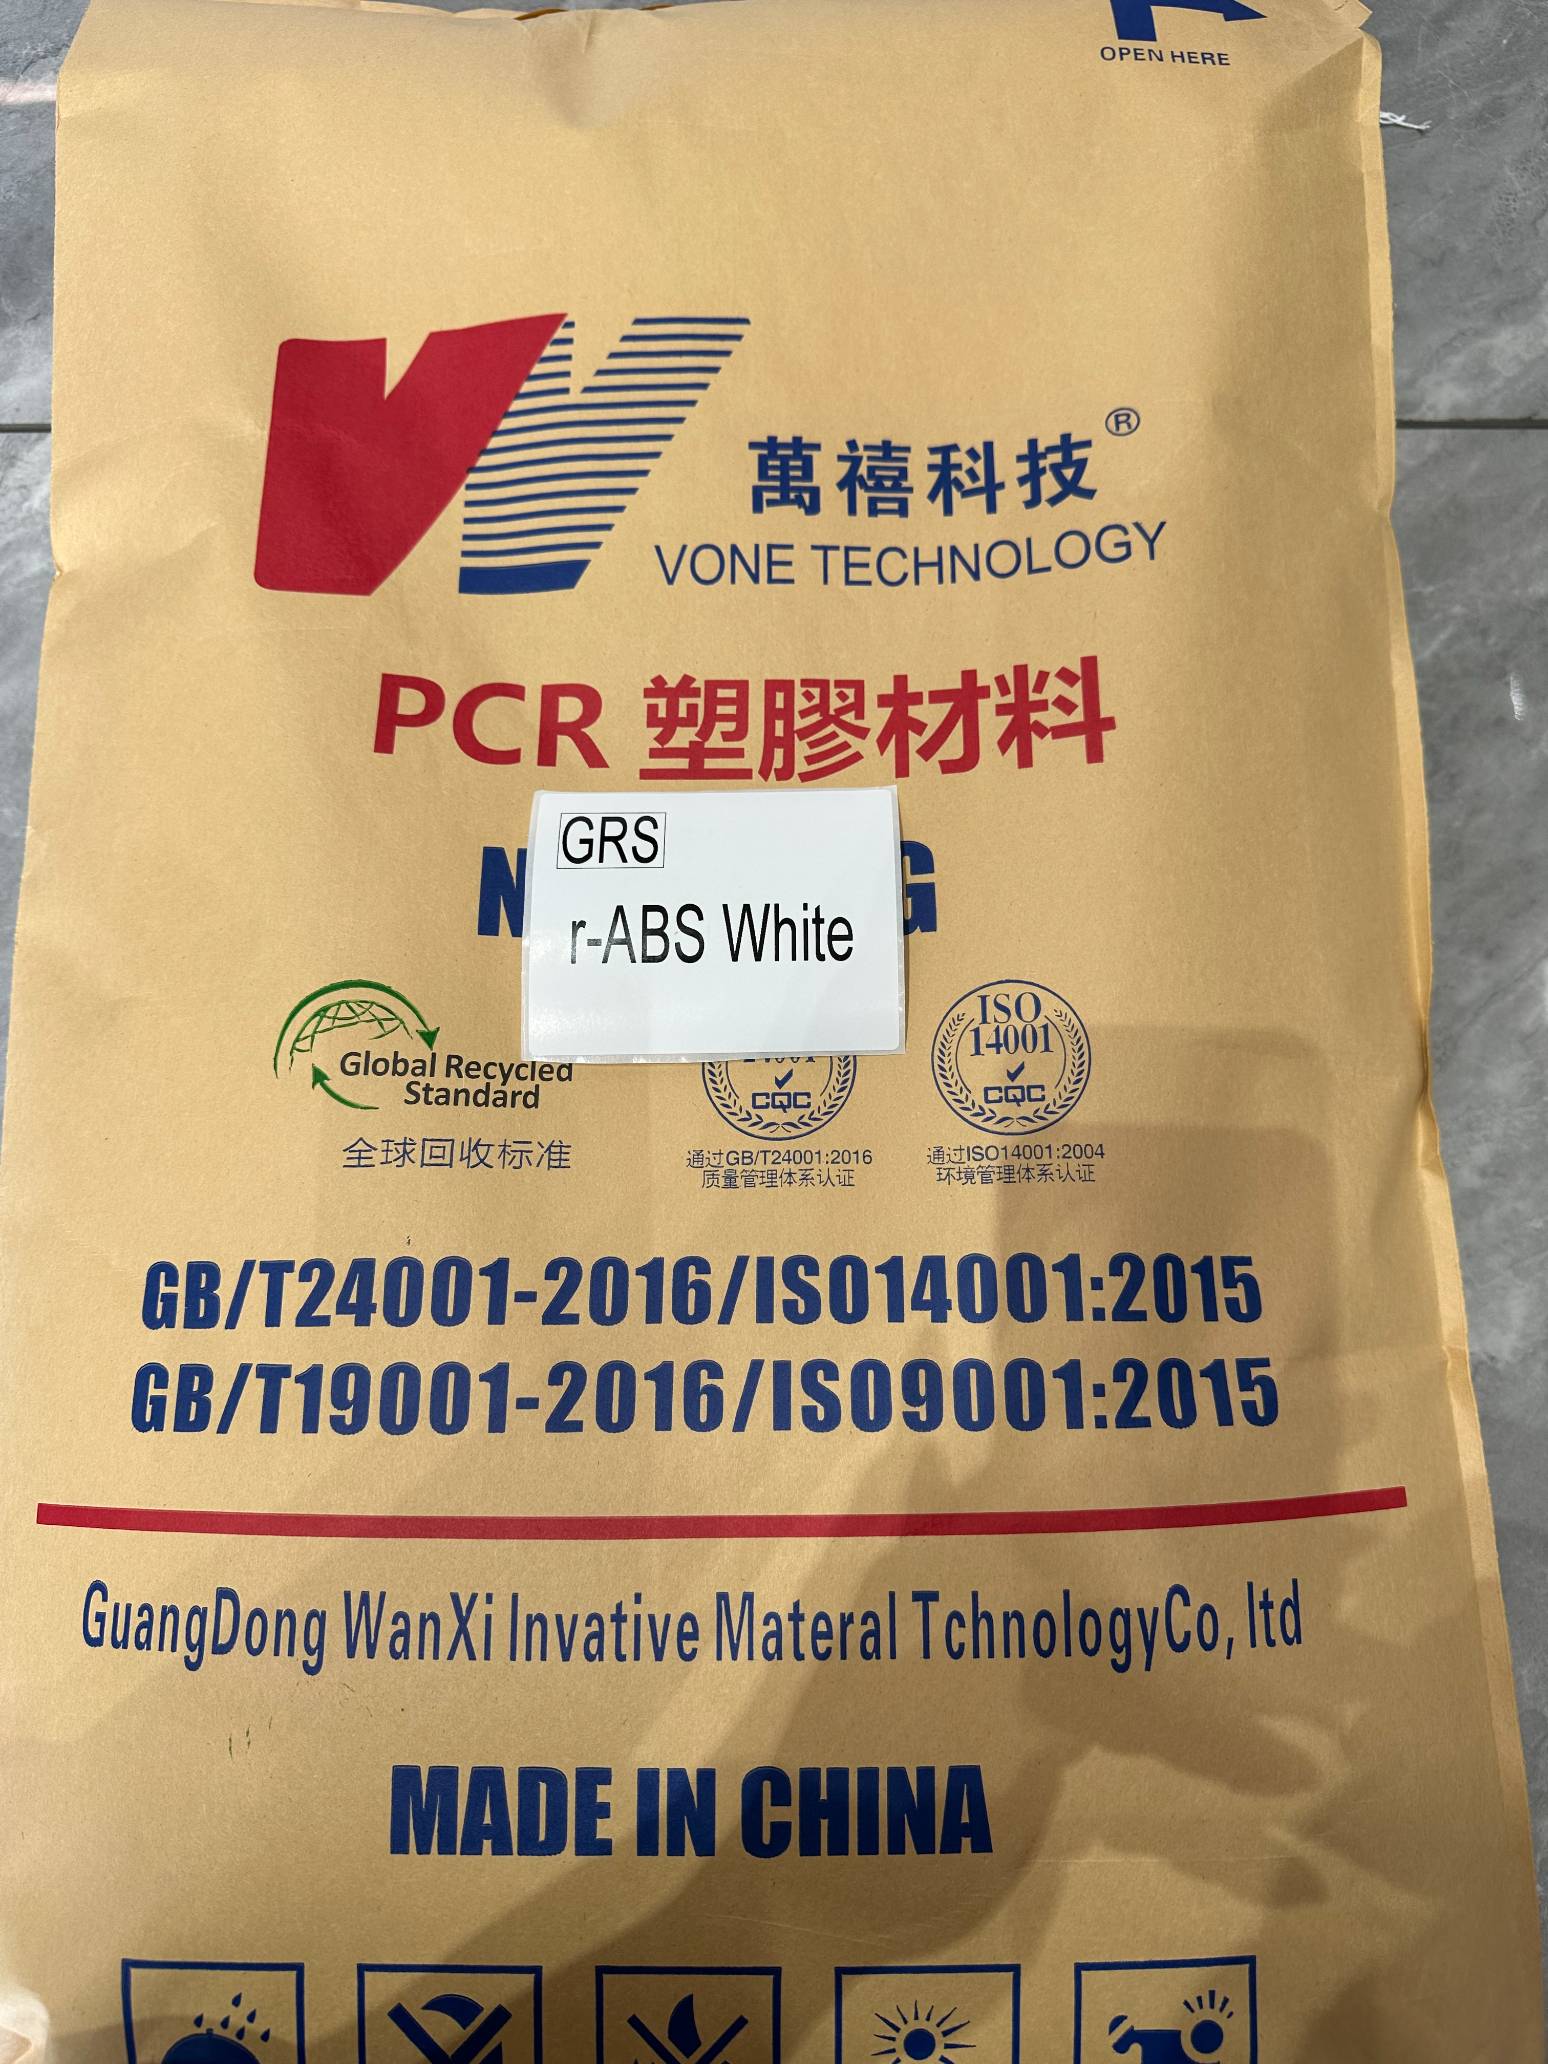 OPEN HERE
萬禧科技®
VONE TECHNOLOGY
PCR 塑膠材料
GRS
r-ABS White
Global Recycled
Standard
全球回收标准
CQC
通过GB/T24001:2016
质量管理体系认证
ISO
14001
CQC
通过ISO14001:2004
环境管理体系认证
GB/T24001-2016/ISO14001:2015
GB/T19001-2016/ISO9001:2015
GuangDong WanXi Invative Materal TchnologyCo, ltd
MADE IN CHINA